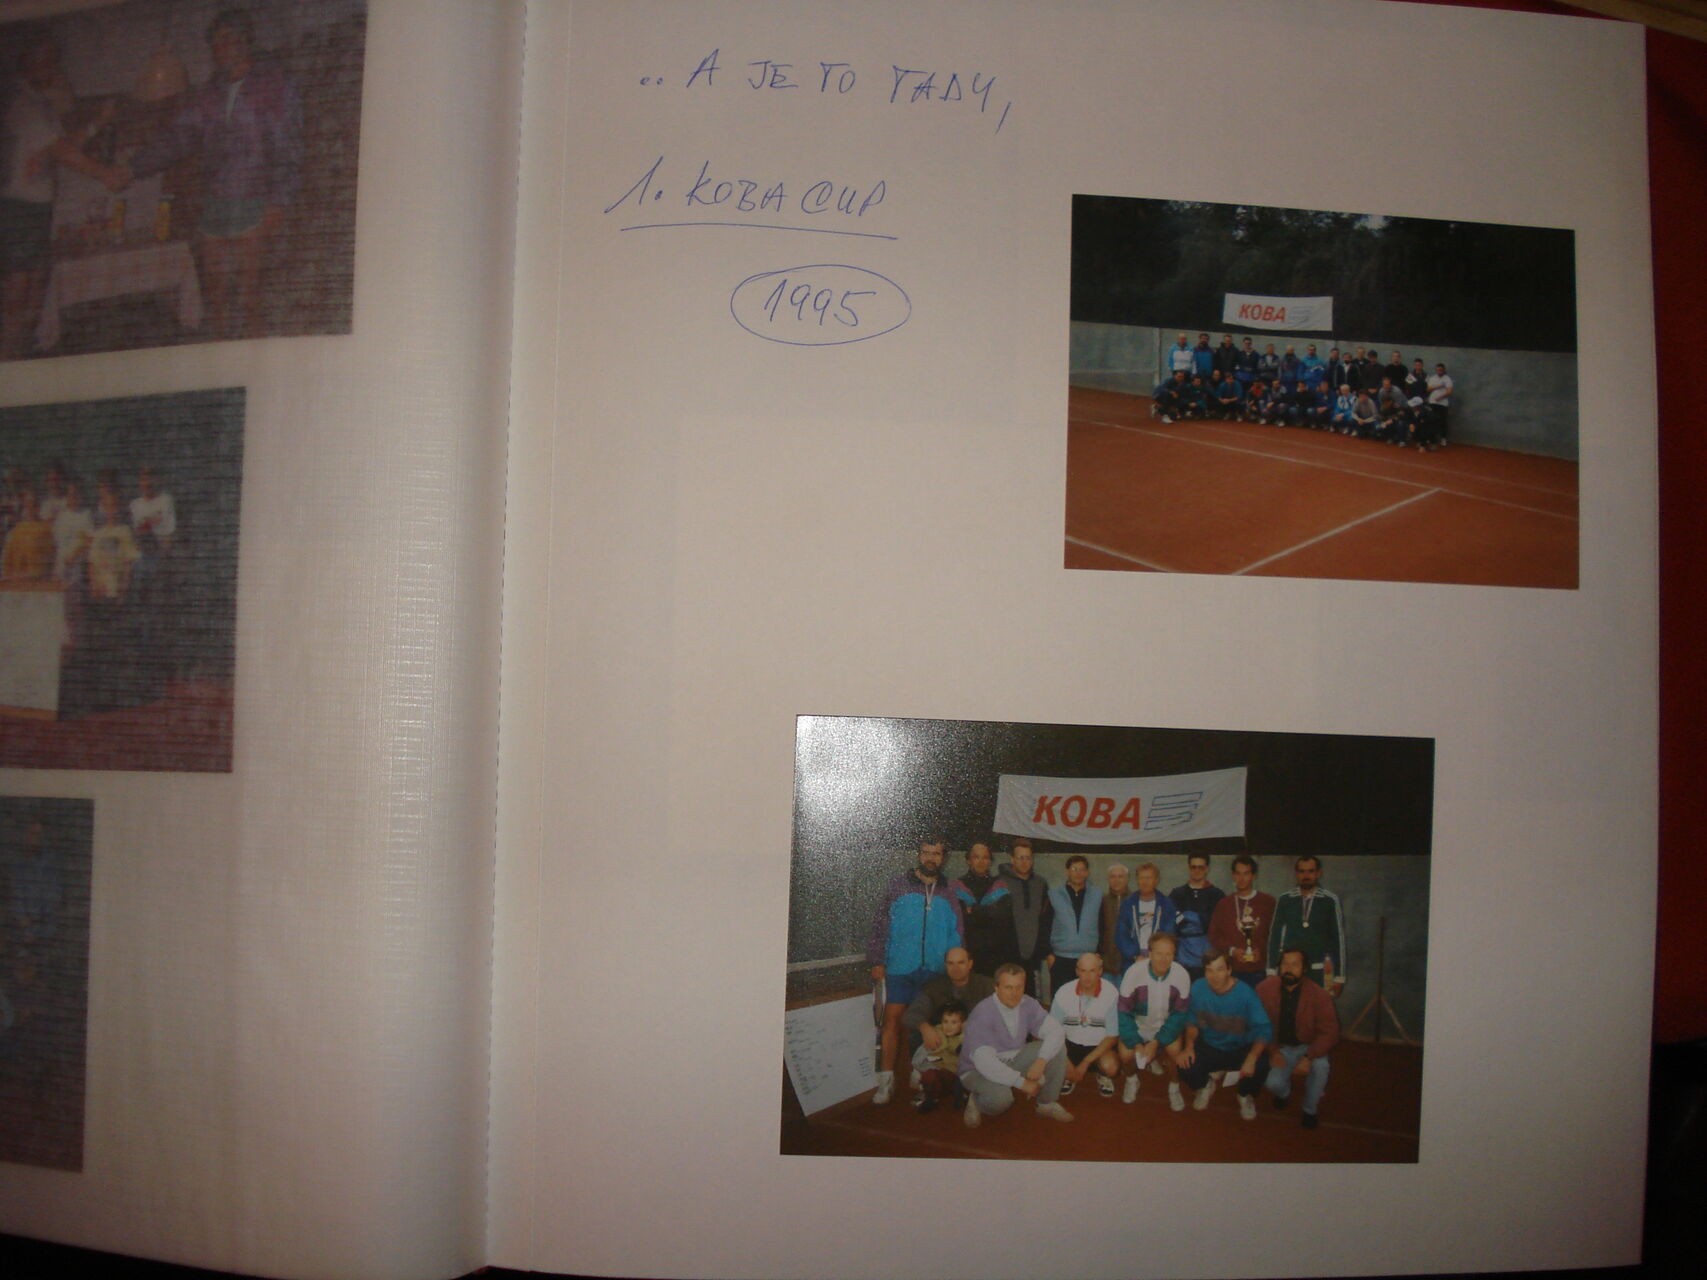 .. A JE TO TADY,
1. KOBA CUP
1995
KOBA
KOBA